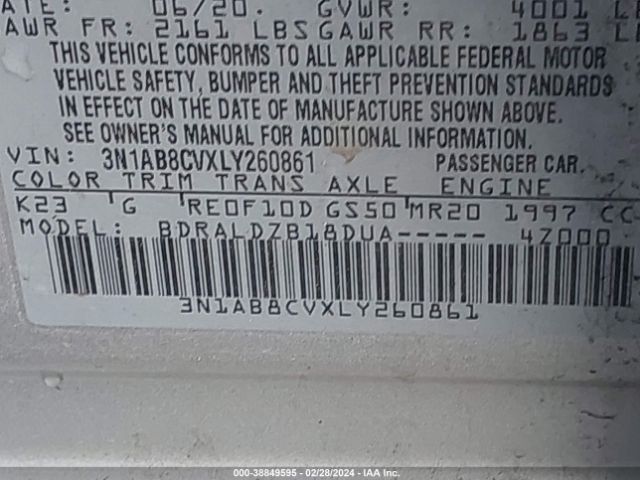 ATE: 06/20. GVWR: 4001 L
AWR FR: 2161 LBS GAWR RR: 1863 L
THIS VEHICLE CONFORMS TO ALL APPLICABLE FEDERAL MOTOR
VEHICLE SAFETY, BUMPER AND THEFT PREVENTION STANDARDS
IN EFFECT ON THE DATE OF MANUFACTURE SHOWN ABOVE.
SEE OWNER'S MANUAL FOR ADDITIONAL INFORMATION.
VIN: 3N1AB8CVXLY260861 PASSENGER CAR.
COLOR TRIM TRANS AXLE ENGINE
K23 G RE0F10D GS50 MR20 1997 CC
MODEL: BDRALDZB18DUA----- 4Z000
3N1AB8CVXLY260861
000-38849595 - 02/28/2024 - IAA Inc.